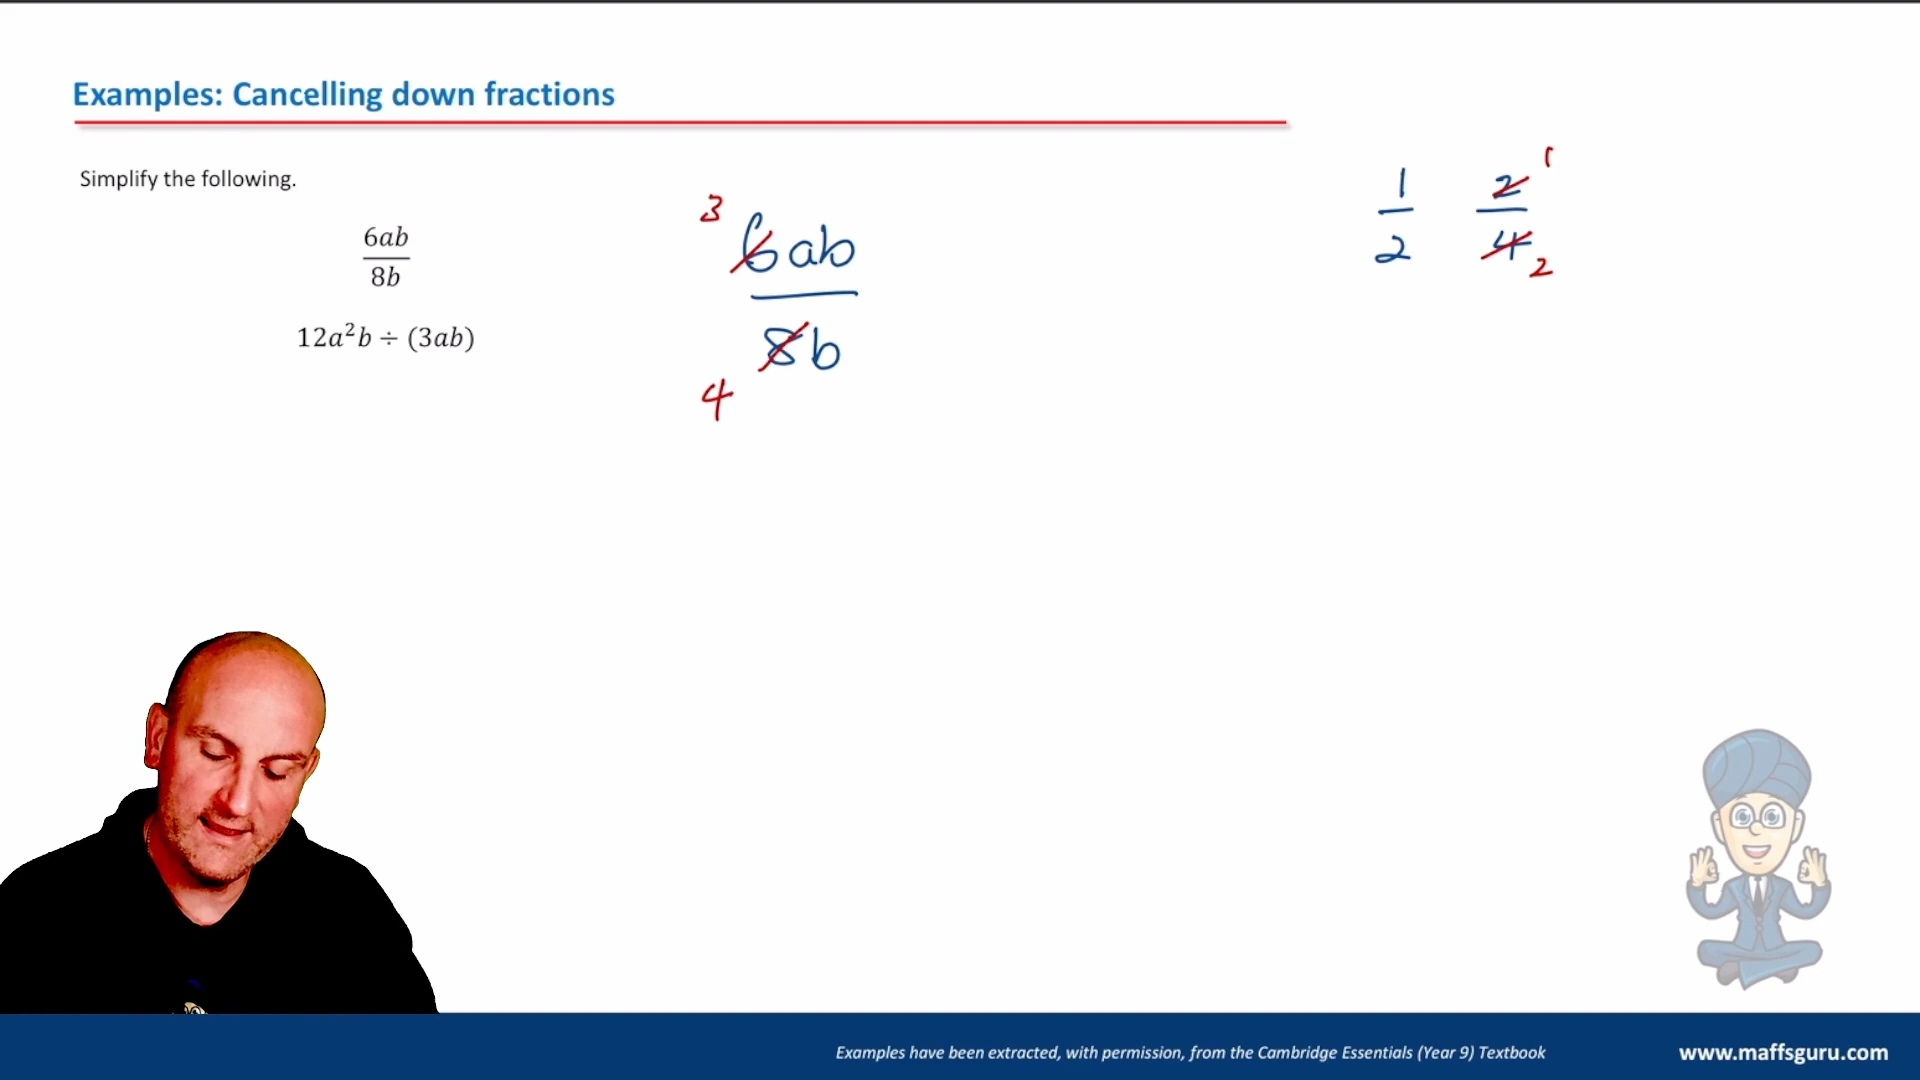 Examples: Cancelling down fractions
Simplify the following.
6ab
8b
12a²b ÷ (3ab)
3
6ab
8b
4
1
2
2 1
4 2
Examples have been extracted, with permission, from the Cambridge Essentials (Year 9) Textbook
www.maffsguru.com